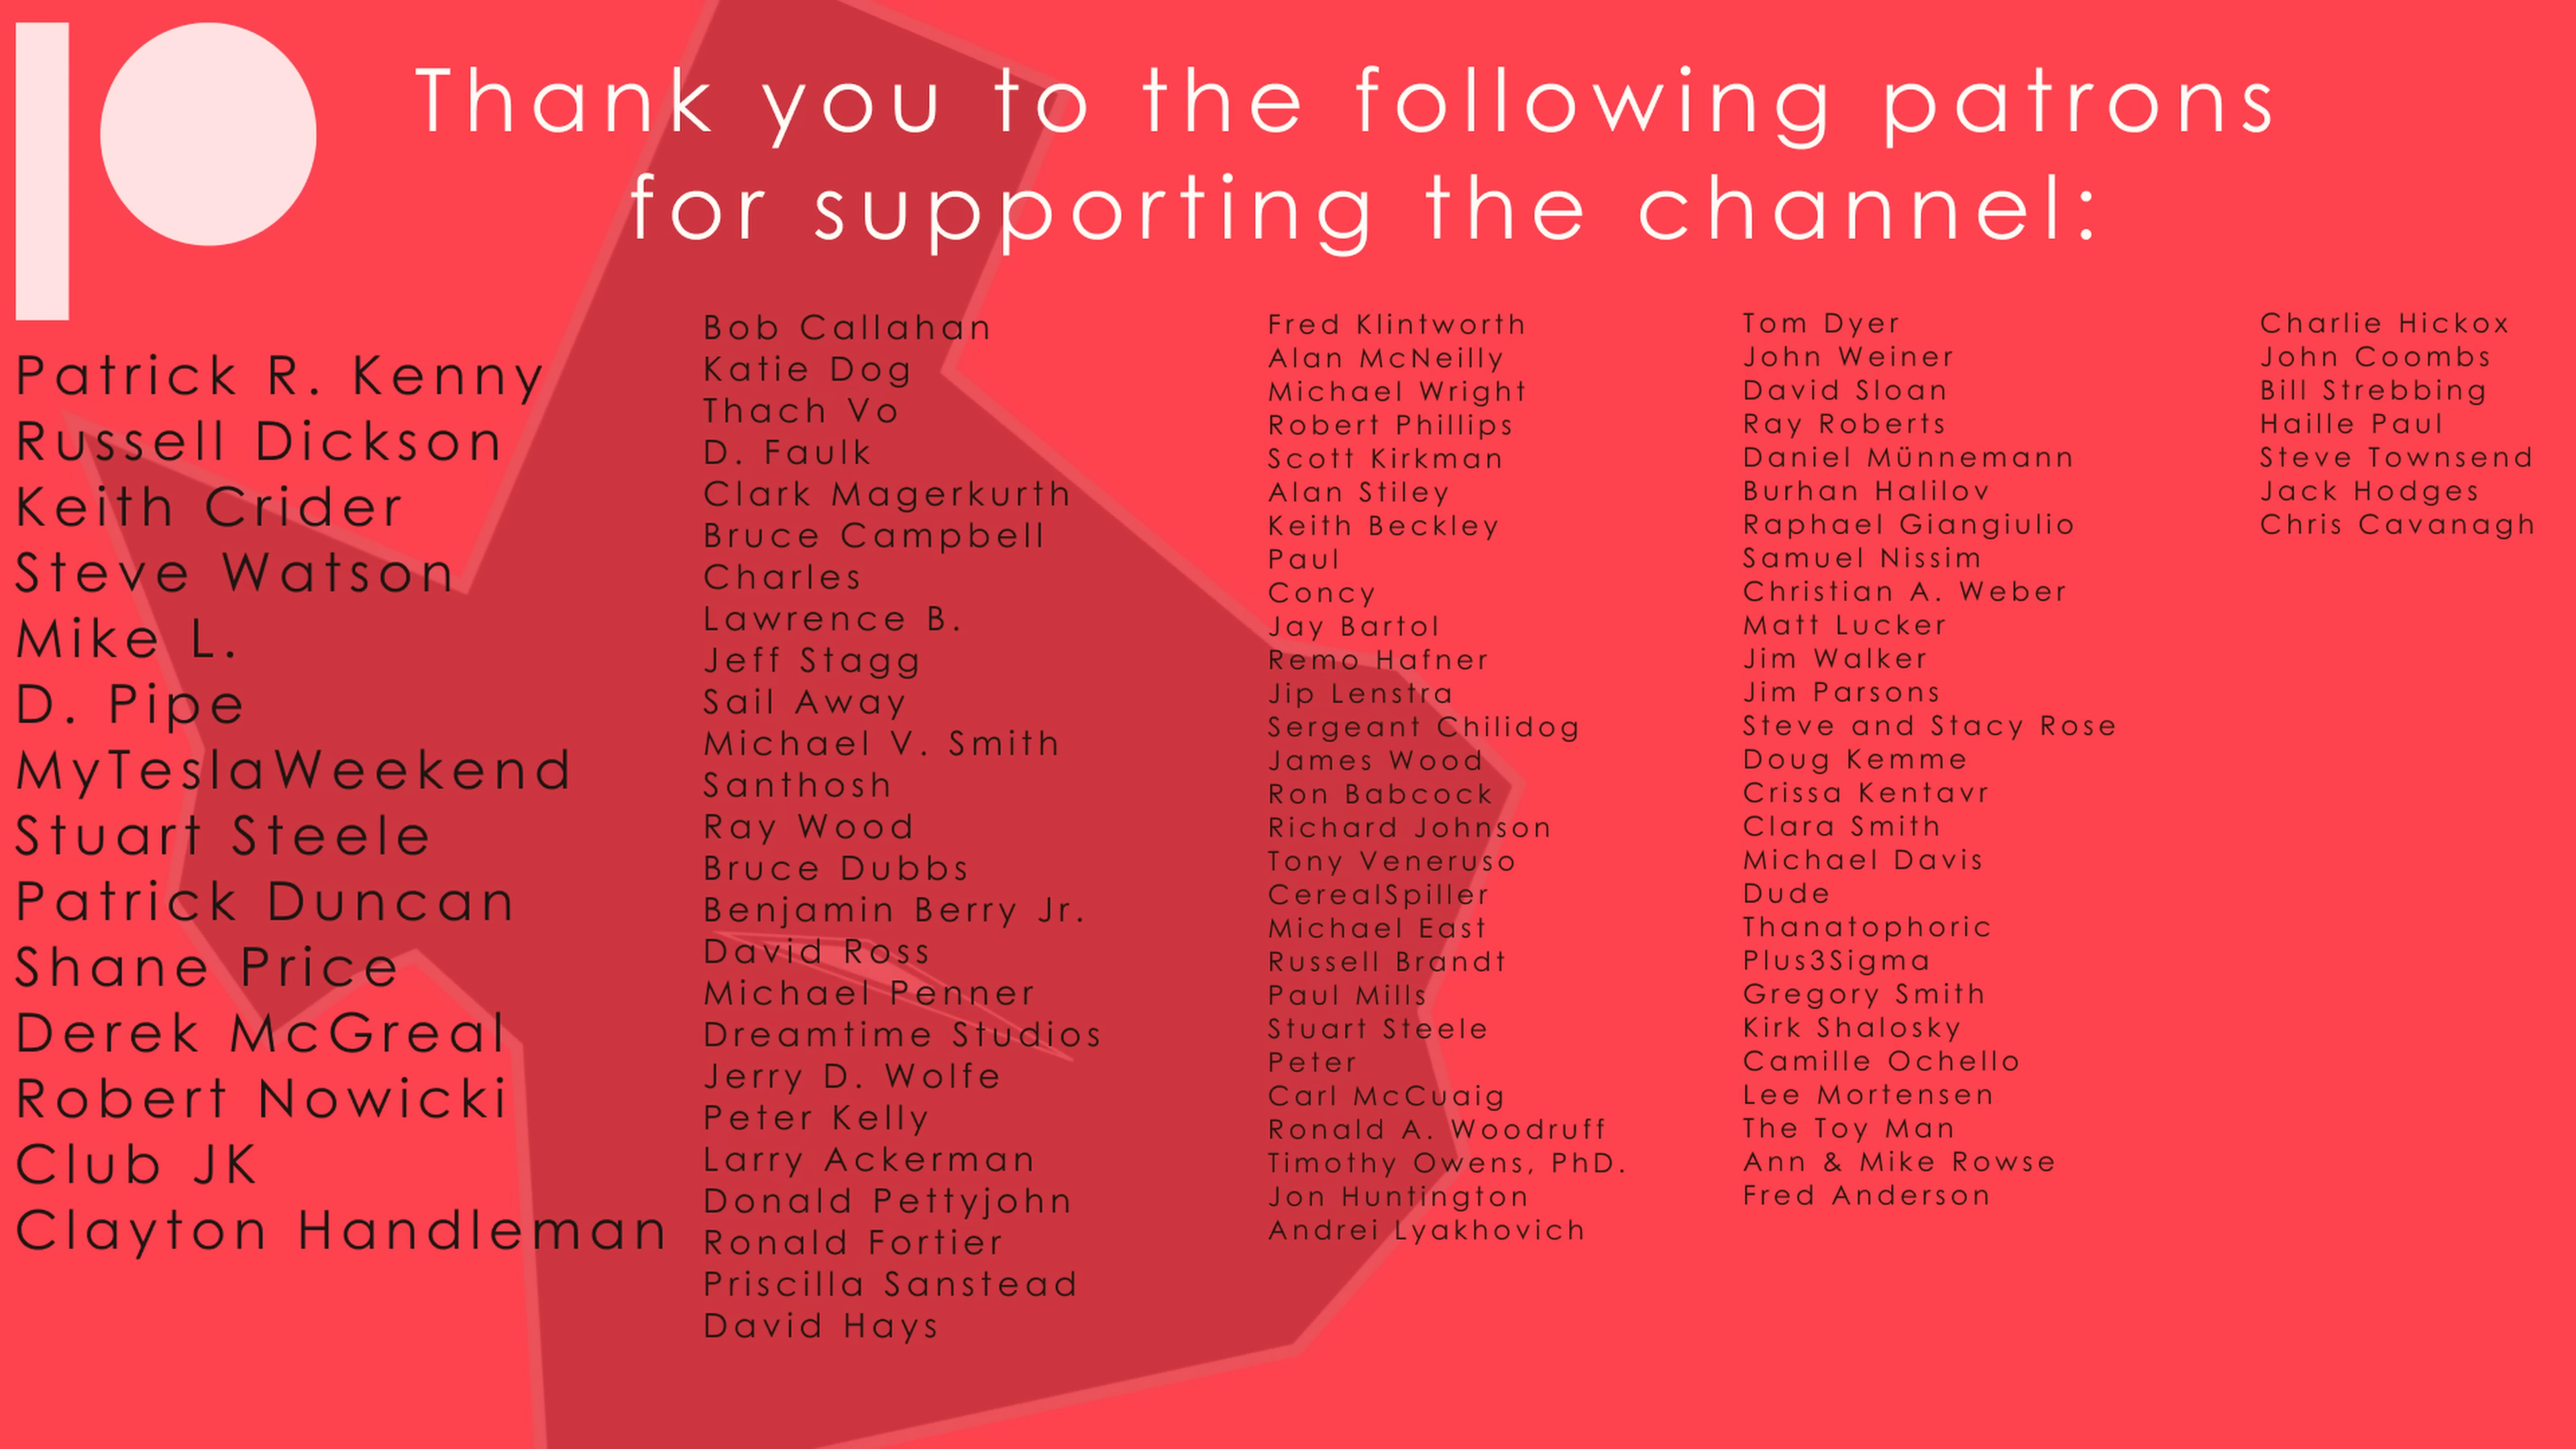 Thank you to the following patrons
for supporting the channel:
Patrick R. Kenny
Russell Dickson
Keith Crider
Steve Watson
Mike L.
D. Pipe
MyTeslaWeekend
Stuart Steele
Patrick Duncan
Shane Price
Derek McGreal
Robert Nowicki
Club JK
Clayton Handleman
Bob Callahan
Katie Dog
Thach Vo
D. Faulk
Clark Magerkurth
Bruce Campbell
Charles
Lawrence B.
Jeff Stagg
Sail Away
Michael V. Smith
Santhosh
Ray Wood
Bruce Dubbs
Benjamin Berry Jr.
David Ross
Michael Penner
Dreamtime Studios
Jerry D. Wolfe
Peter Kelly
Larry Ackerman
Donald Pettyjohn
Ronald Fortier
Priscilla Sanstead
David Hays
Fred Klintworth
Alan McNeilly
Michael Wright
Robert Phillips
Scott Kirkman
Alan Stiley
Keith Beckley
Paul
Concy
Jay Bartol
Remo Hafner
Jip Lenstra
Sergeant Chilidog
James Wood
Ron Babcock
Richard Johnson
Tony Veneruso
CerealSpiller
Michael East
Russell Brandt
Paul Mills
Stuart Steele
Peter
Carl McCuaig
Ronald A. Woodruff
Timothy Owens, PhD.
Jon Huntington
Andrei Lyakhovich
Tom Dyer
John Weiner
David Sloan
Ray Roberts
Daniel Münnemann
Burhan Halilov
Raphael Giangiulio
Samuel Nissim
Christian A. Weber
Matt Lucker
Jim Walker
Jim Parsons
Steve and Stacy Rose
Doug Kemme
Crissa Kentavr
Clara Smith
Michael Davis
Dude
Thanatophoric
Plus3Sigma
Gregory Smith
Kirk Shalosky
Camille Ochello
Lee Mortensen
The Toy Man
Ann & Mike Rowse
Fred Anderson
Charlie Hickox
John Coombs
Bill Strebbing
Haille Paul
Steve Townsend
Jack Hodges
Chris Cavanagh